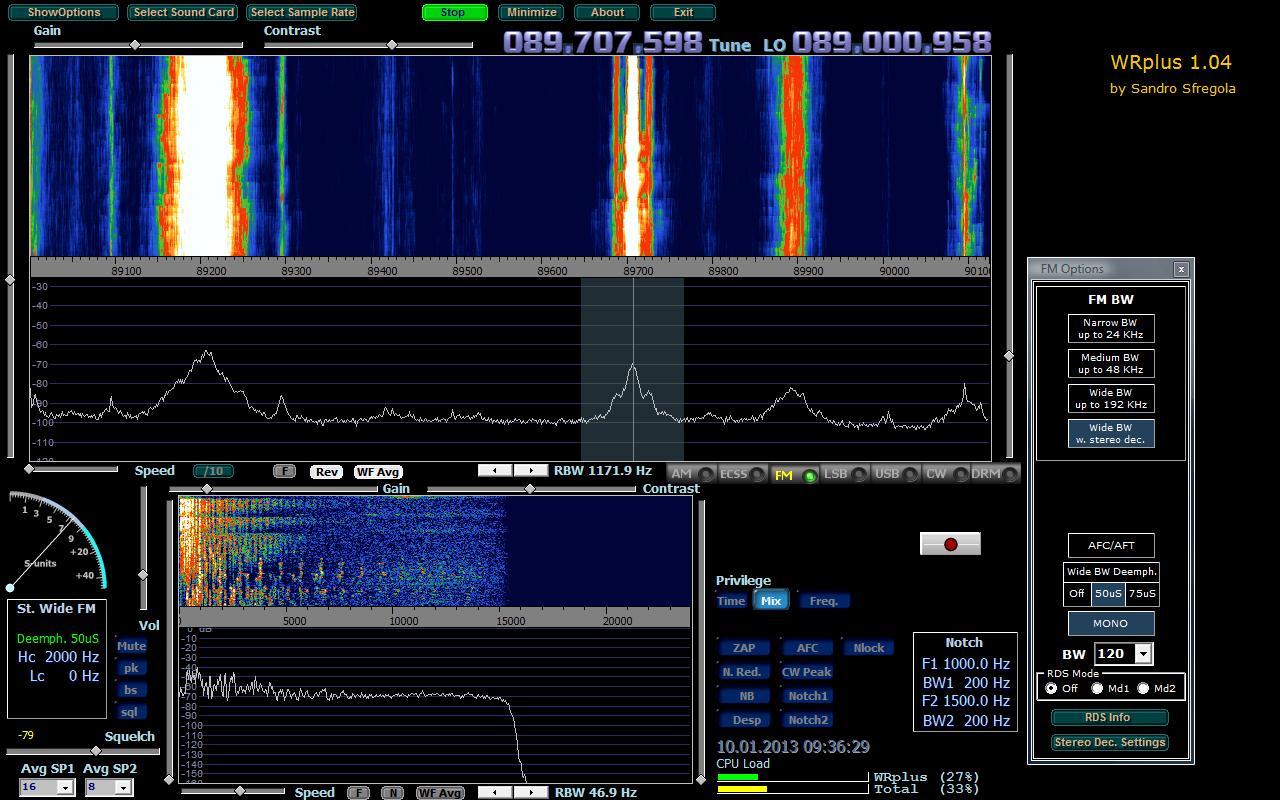 ShowOptions Select Sound Card Select Sample Rate Stop Minimize About Exit
Gain Contrast
089,707,598 Tune LO 089,000,958
WRplus 1.04
by Sandro Sfregola
89100 89200 89300 89400 89500 89600 89700 89800 89900 90000 9010
-30
-40
-50
-60
-70
-80
-90
-100
-110
-120
Speed /10 F Rev WF Avg RBW 1171.9 Hz AM ECSS FM LSB USB CW DRM
Gain Contrast
1 3 5 7 9 +20 +40
S-units
St. Wide FM
Deemph. 50uS
Hc 2000 Hz
Lc 0 Hz
Vol
Mute
pk
bs
sql
-79
Squelch
Avg SP1 Avg SP2
16 8
5000 10000 15000 20000
0 dB
-10
-20
-30
-40
-50
-60
-70
-80
-90
-100
-110
-120
-130
-140
-150
-160
Speed F N WF Avg RBW 46.9 Hz
Privilege
Time Mix Freq.
ZAP AFC Nlock
N. Red. CW Peak
NB Notch1
Desp Notch2
Notch
F1 1000.0 Hz
BW1 200 Hz
F2 1500.0 Hz
BW2 200 Hz
10.01.2013 09:36:29
CPU Load
WRplus (27%)
Total (33%)
FM Options x
FM BW
Narrow BW
up to 24 KHz
Medium BW
up to 48 KHz
Wide BW
up to 192 KHz
Wide BW
w. stereo dec.
AFC/AFT
Wide BW Deemph.
Off 50uS 75uS
MONO
BW 120
RDS Mode
Off Md1 Md2
RDS Info
Stereo Dec. Settings